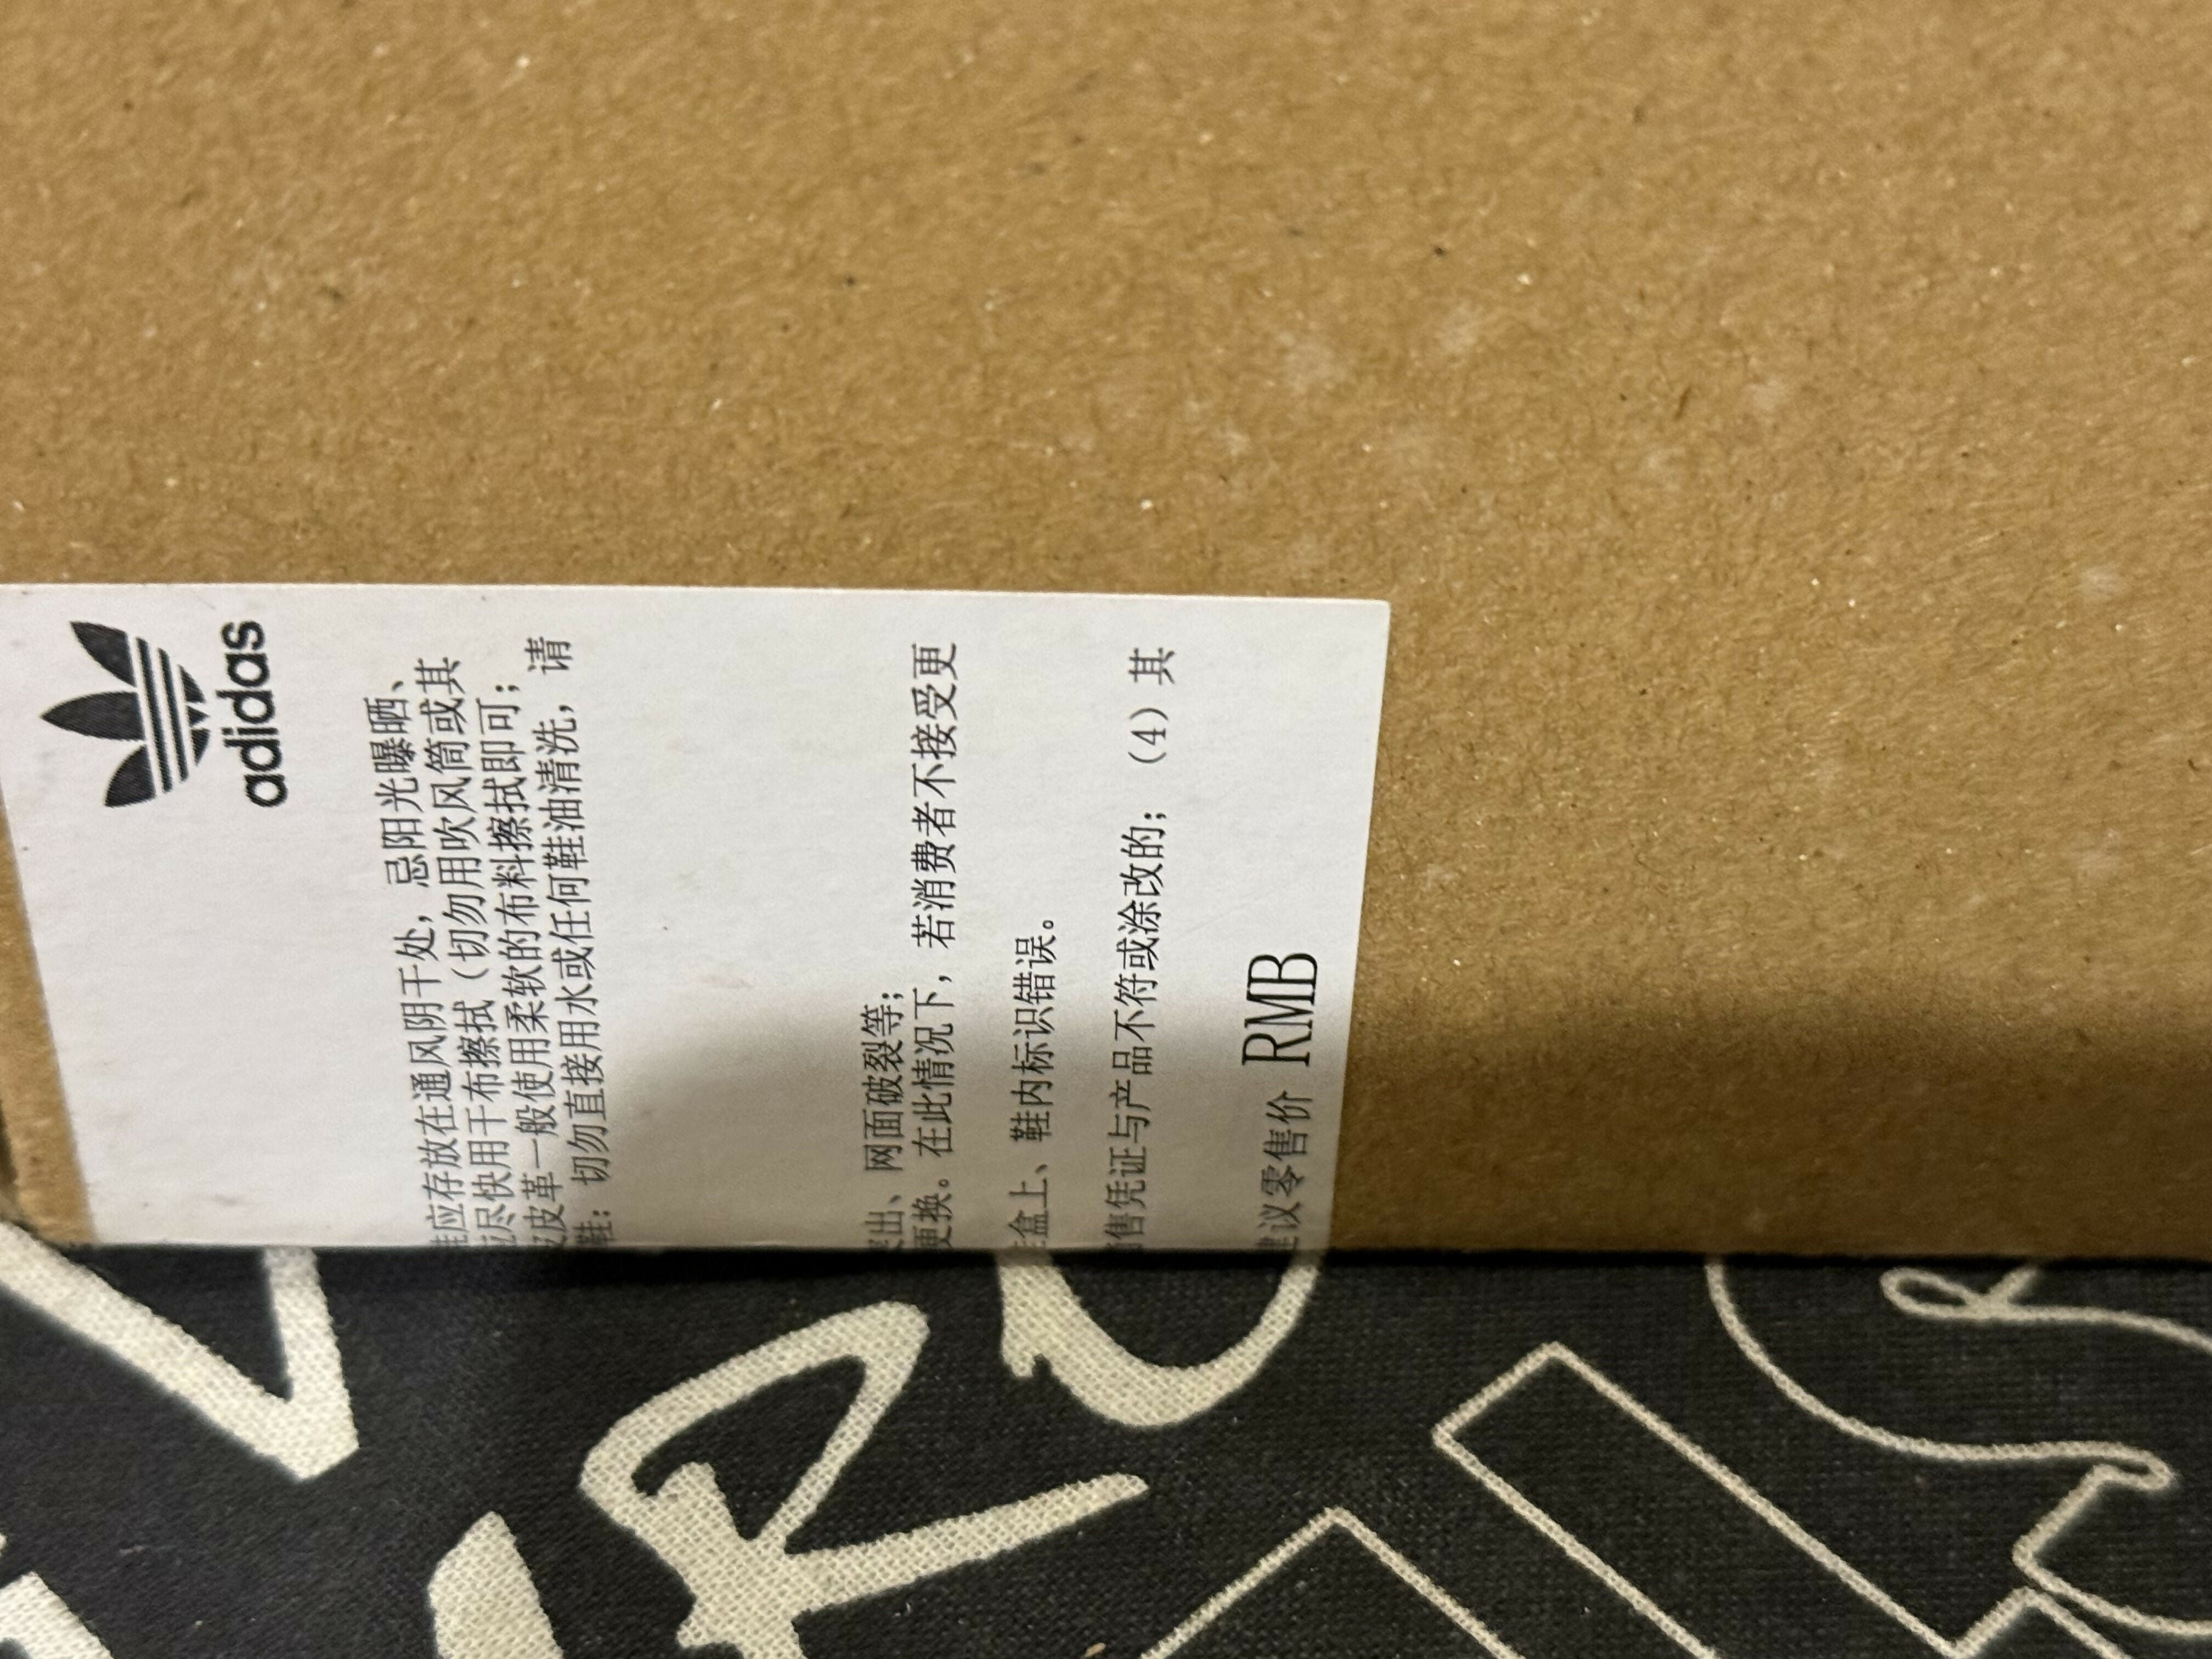 adidas
应存放在通风阴干处，忌阳光曝晒、
尽快用干布擦拭（切勿用吹风筒或其
皮革一般使用柔软的布料擦拭即可；
鞋：切勿直接用水或任何鞋油清洗，请
出、网面破裂等；
更换。在此情况下，若消费者不接受更
盒上、鞋内标识错误。
售凭证与产品不符或涂改的；（4）其
建议零售价 RMB